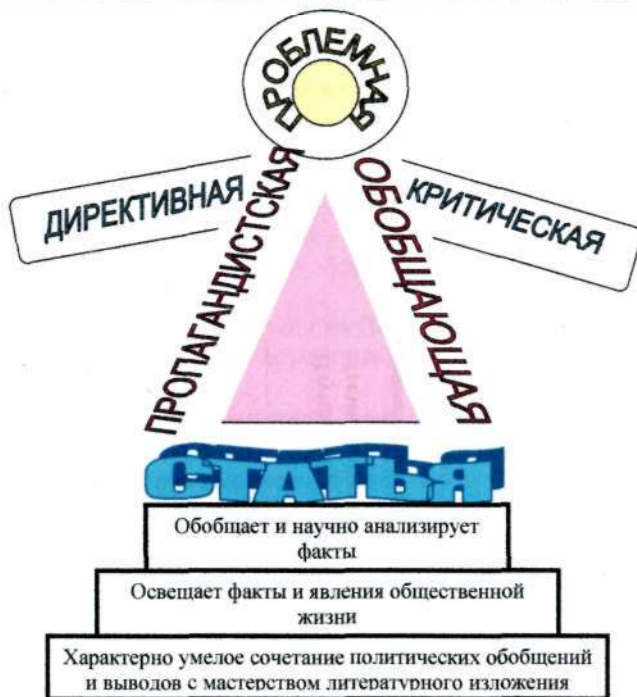 ПРОБЛЕМНАЯ
ДИРЕКТИВНАЯ
ПРОПАГАНДИСТСКАЯ
ОБОБЩАЮЩАЯ
КРИТИЧЕСКАЯ
СТАТЬЯ
Обобщает и научно анализирует
факты
Освещает факты и явления общественной
жизни
Характерно умелое сочетание политических обобщений
и выводов с мастерством литературного изложения